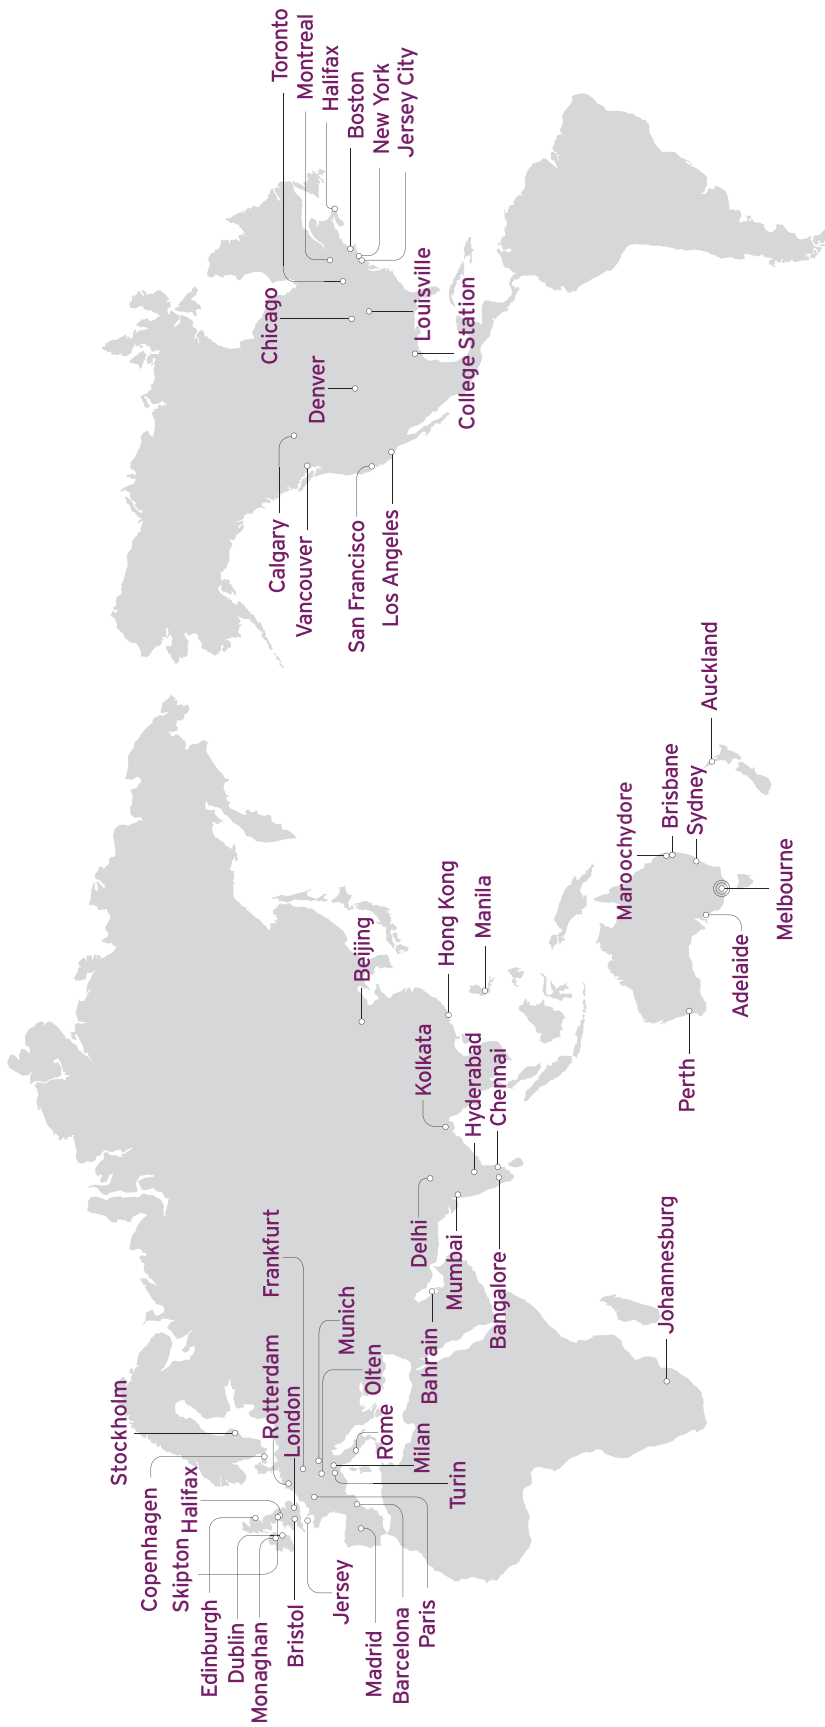 Stockholm
Copenhagen
Halifax
Skipton
Edinburgh
Dublin
Monaghan
Bristol
Jersey
Madrid
Barcelona
Paris
Rotterdam
London
Frankfurt
Munich
Olten
Rome
Milan
Turin
Bahrain
Delhi
Mumbai
Bangalore
Kolkata
Hyderabad
Chennai
Beijing
Hong Kong
Manila
Johannesburg
Perth
Adelaide
Melbourne
Maroochydore
Brisbane
Sydney
Auckland
Calgary
Vancouver
San Francisco
Los Angeles
Denver
Chicago
College Station
Louisville
Toronto
Montreal
Halifax
Boston
New York
Jersey City